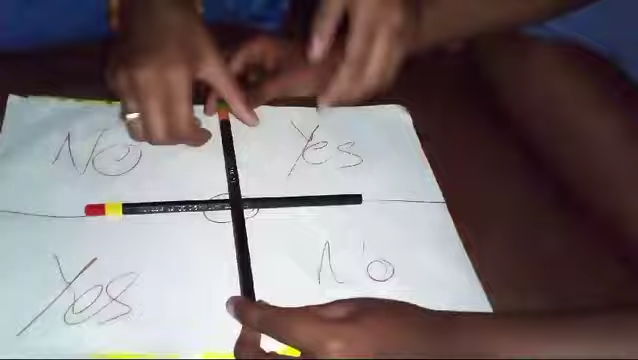 No Yes
Yes No